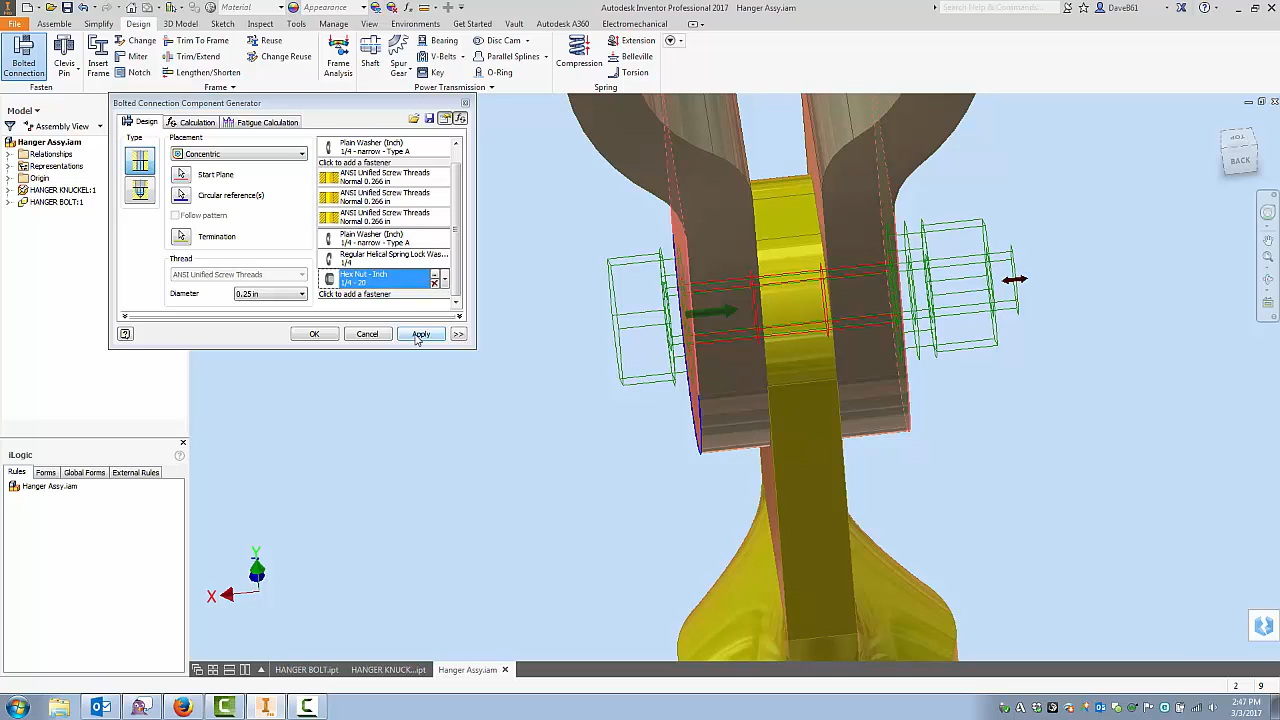 Material
Appearance
Autodesk Inventor Professional 2017 Hanger Assy.iam
Search Help & Commands...
DaveB61
File
Assemble
Simplify
Design
3D Model
Sketch
Inspect
Tools
Manage
View
Environments
Get Started
Vault
Autodesk A360
Electromechanical
Bolted Connection
Clevis Pin
Insert Frame
Change
Miter
Notch
Trim To Frame
Trim/Extend
Lengthen/Shorten
Reuse
Change Reuse
Frame Analysis
Shaft
Spur Gear
Bearing
V-Belts
Key
Disc Cam
Parallel Splines
O-Ring
Compression
Extension
Belleville
Torsion
Fasten
Frame
Power Transmission
Spring
Model
Assembly View
Hanger Assy.iam
Relationships
Representations
Origin
HANGER KNUCKEL:1
HANGER BOLT:1
Bolted Connection Component Generator
Design
Calculation
Fatigue Calculation
Type
Placement
Concentric
Start Plane
Circular reference(s)
Follow pattern
Termination
Thread
ANSI Unified Screw Threads
Diameter
0.25 in
Plain Washer (Inch)
1/4 - narrow - Type A
Click to add a fastener
ANSI Unified Screw Threads
Normal 0.266 in
ANSI Unified Screw Threads
Normal 0.266 in
ANSI Unified Screw Threads
Normal 0.266 in
Plain Washer (Inch)
1/4 - narrow - Type A
Regular Helical Spring Lock Was...
1/4
Hex Nut - Inch
1/4 - 20
Click to add a fastener
OK
Cancel
Apply
>>
TOP
BACK
iLogic
Rules
Forms
Global Forms
External Rules
Hanger Assy.iam
Y
X
HANGER BOLT.ipt
HANGER KNUCK...ipt
Hanger Assy.iam
2
9
2:47 PM
3/3/2017